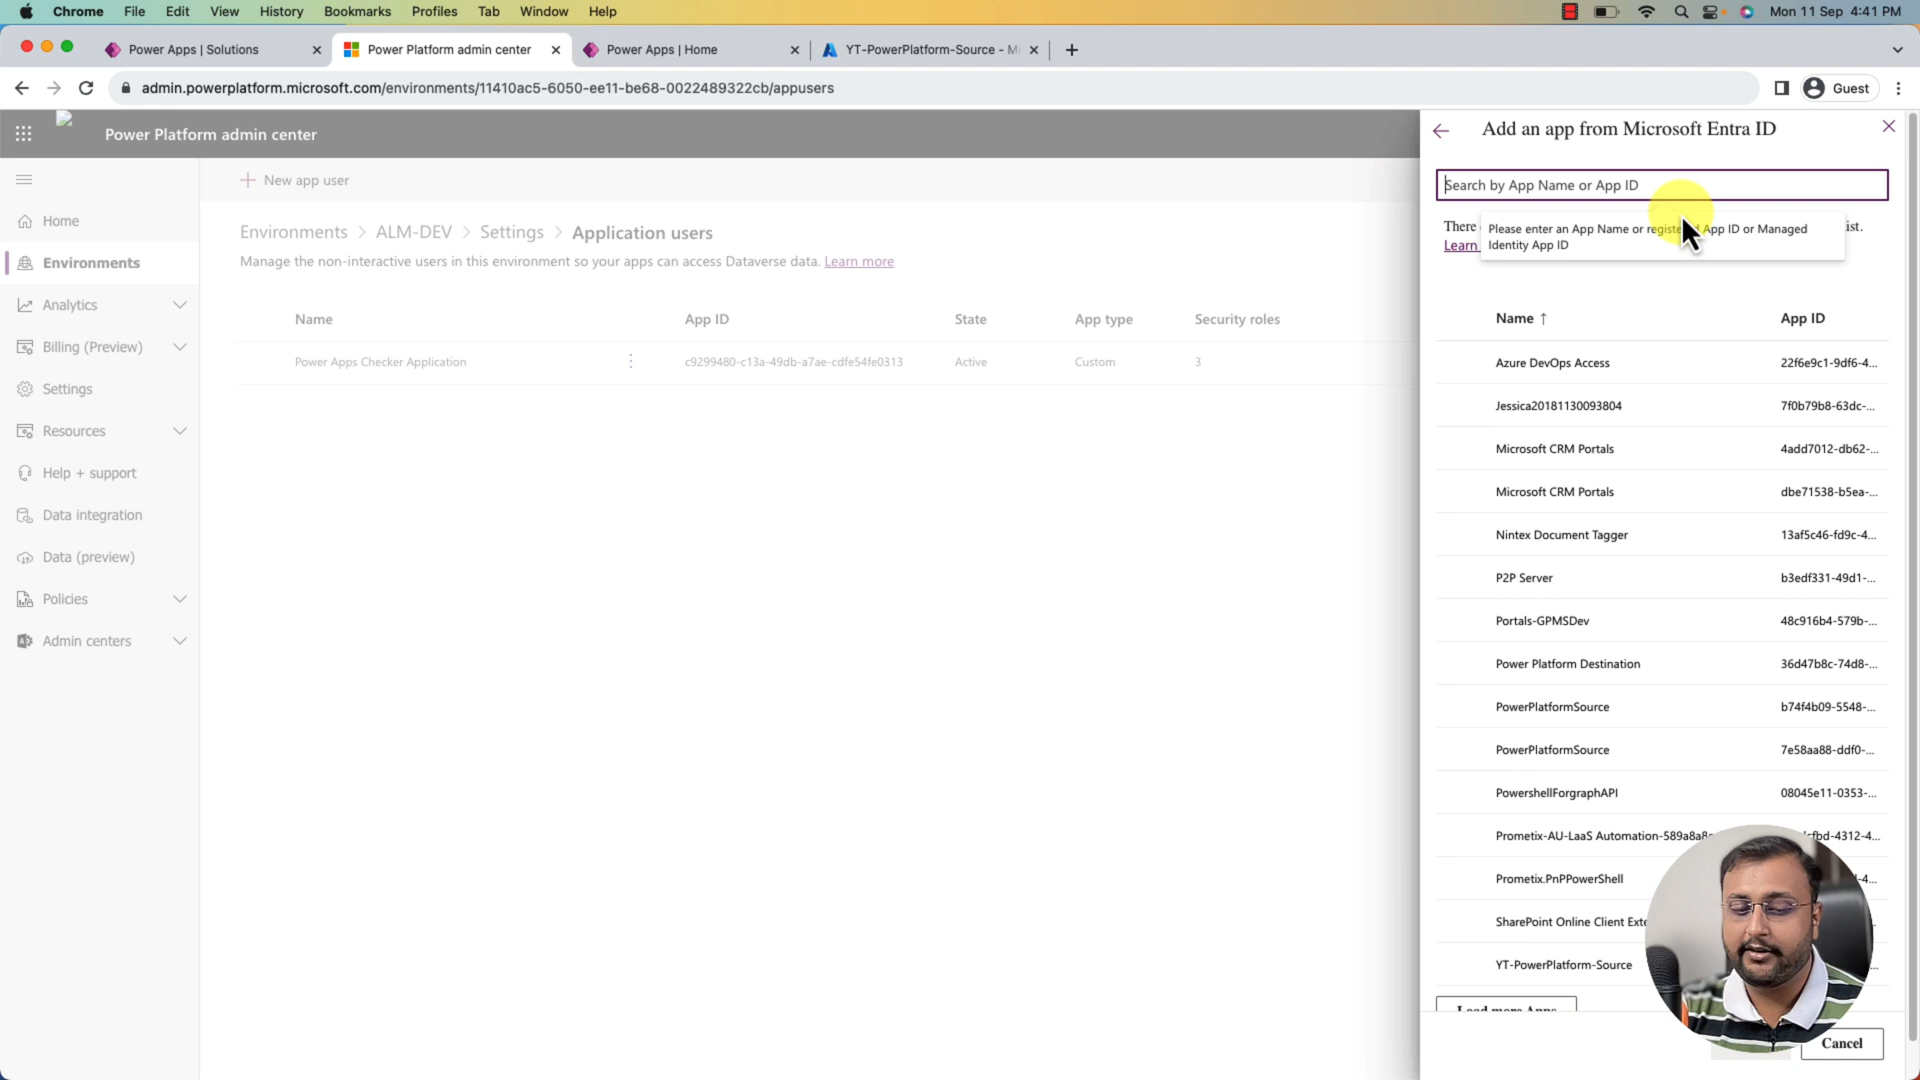 Chrome File Edit View History Bookmarks Profiles Tab Window Help Mon 11 Sep 4:41 PM
Power Apps | Solutions Power Platform admin center Power Apps | Home YT-PowerPlatform-Source - Mi
admin.powerplatform.microsoft.com/environments/11410ac5-6050-ee11-be68-0022489322cb/appusers Guest
Power Platform admin center
Home
Environments
Analytics
Billing (Preview)
Settings
Resources
Help + support
Data integration
Data (preview)
Policies
Admin centers
New app user
Environments > ALM-DEV > Settings > Application users
Manage the non-interactive users in this environment so your apps can access Dataverse data. Learn more
Name App ID State App type Security roles
Power Apps Checker Application c9299480-c13a-49db-a7ae-cdfe54fe0313 Active Custom 3
Add an app from Microsoft Entra ID
Search by App Name or App ID
There
Learn
Please enter an App Name or App ID or Managed
Identity App ID
Name ↑ App ID
Azure DevOps Access 22f6e9c1-9df6-4...
Jessica20181130093804 7f0b79b8-63dc-...
Microsoft CRM Portals 4add7012-db62-...
Microsoft CRM Portals dbe71538-b5ea-...
Nintex Document Tagger 13af5c46-fd9c-4...
P2P Server b3edf331-49d1-...
Portals-GPMSDev 48c916b4-579b-...
Power Platform Destination 36d47b8c-74d8-...
PowerPlatformSource b74f4b09-5548-...
PowerPlatformSource 7e58aa88-ddf0-...
PowershellForgraphAPI 08045e11-0353-...
Prometix-AU-LaaS Automation-589a8a8c
Prometix.PnPPowerShell
SharePoint Online Client Exte
YT-PowerPlatform-Source
Load more Apps
Cancel